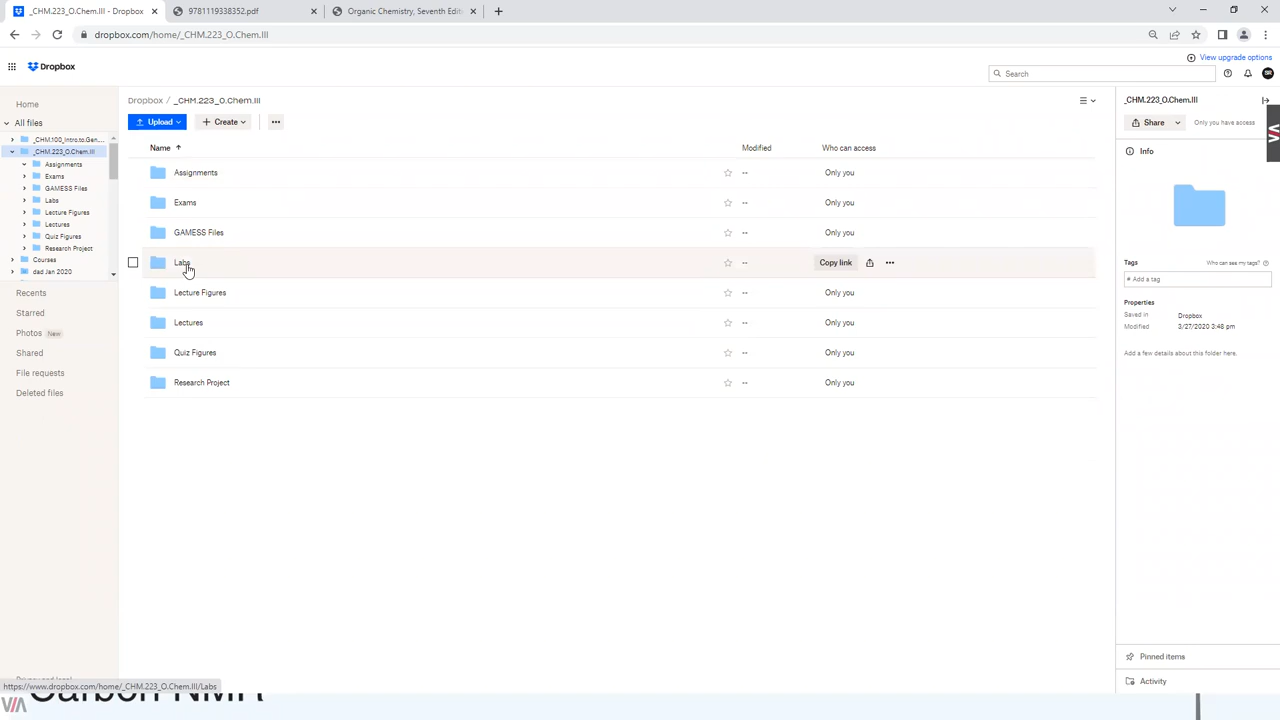 _CHM.223_O.Chem.III - Dropbox
9781119338352.pdf
Organic Chemistry, Seventh Edit
dropbox.com/home/_CHM.223_O.Chem.III
View upgrade options
Dropbox
Search
Home
All files
_CHM.100_Intro.to.Gen,...
_CHM.223_O.Chem.III
Assignments
Exams
GAMESS Files
Labs
Lecture Figures
Lectures
Quiz Figures
Research Project
Courses
dad Jan 2020
Recents
Starred
Photos New
Shared
File requests
Deleted files
Dropbox / _CHM.223_O.Chem.III
Upload
Create
Name Modified Who can access
Assignments -- Only you
Exams -- Only you
GAMESS Files -- Only you
Labs -- Copy link
Lecture Figures -- Only you
Lectures -- Only you
Quiz Figures -- Only you
Research Project -- Only you
_CHM.223_O.Chem.III
Share Only you have access
Info
Tags Who can see my tags?
# Add a tag
Properties
Saved in Dropbox
Modified 3/27/2020 3:48 pm
Add a few details about this folder here.
Pinned items
Activity
https://www.dropbox.com/home/_CHM.223_O.Chem.III/Labs
Carbon NMR
VIA